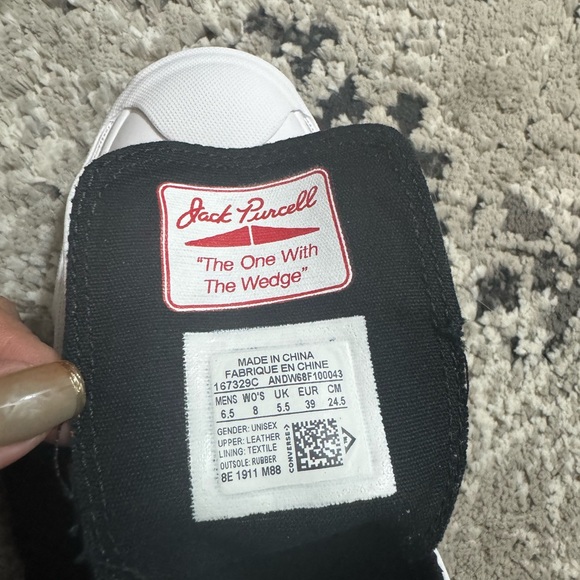 Jack Purcell
"The One With
The Wedge"
MADE IN CHINA
FABRIQUE EN CHINE
167329C ANDW68F100043
MENS WO'S UK EUR CM
6.5 8 5.5 39 24.5
GENDER: UNISEX
UPPER: LEATHER
LINING: TEXTILE
OUTSOLE: RUBBER
8E 1911 M88
CONVERSE